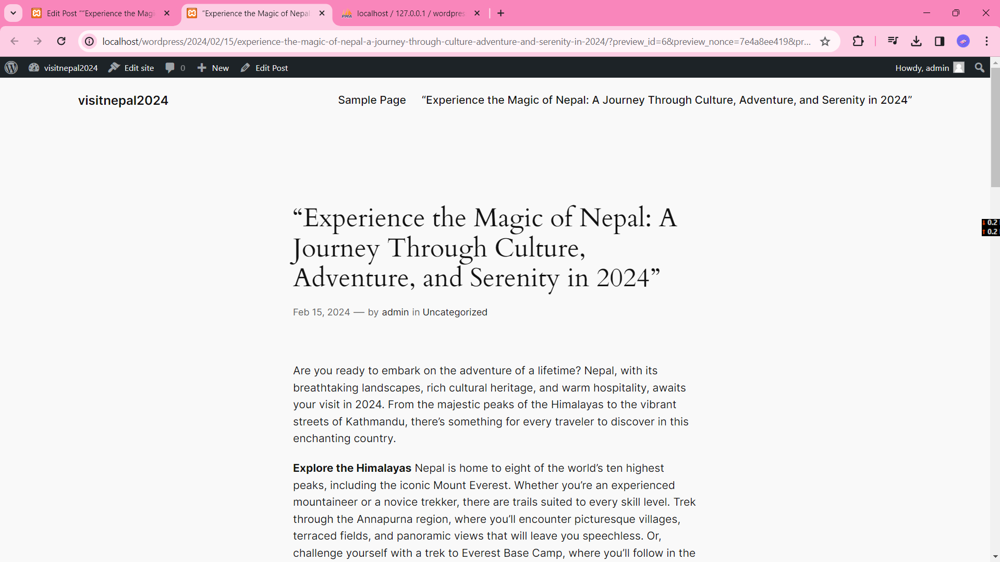 Edit Post "“Experience the Magi
“Experience the Magic of Nepal
PMA
localhost / 127.0.0.1 / wordpres
localhost/wordpress/2024/02/15/experience-the-magic-of-nepal-a-journey-through-culture-adventure-and-serenity-in-2024/?preview_id=6&preview_nonce=7e4a8ee419&pr...
visitnepal2024 Edit site 0 New Edit Post Howdy, admin
visitnepal2024 Sample Page “Experience the Magic of Nepal: A Journey Through Culture, Adventure, and Serenity in 2024”
“Experience the Magic of Nepal: A
Journey Through Culture,
Adventure, and Serenity in 2024”
0.2
0.2
Feb 15, 2024 — by admin in Uncategorized
Are you ready to embark on the adventure of a lifetime? Nepal, with its
breathtaking landscapes, rich cultural heritage, and warm hospitality, awaits
your visit in 2024. From the majestic peaks of the Himalayas to the vibrant
streets of Kathmandu, there’s something for every traveler to discover in this
enchanting country.
Explore the Himalayas Nepal is home to eight of the world’s ten highest
peaks, including the iconic Mount Everest. Whether you’re an experienced
mountaineer or a novice trekker, there are trails suited to every skill level. Trek
through the Annapurna region, where you’ll encounter picturesque villages,
terraced fields, and panoramic views that will leave you speechless. Or,
challenge yourself with a trek to Everest Base Camp, where you’ll follow in the